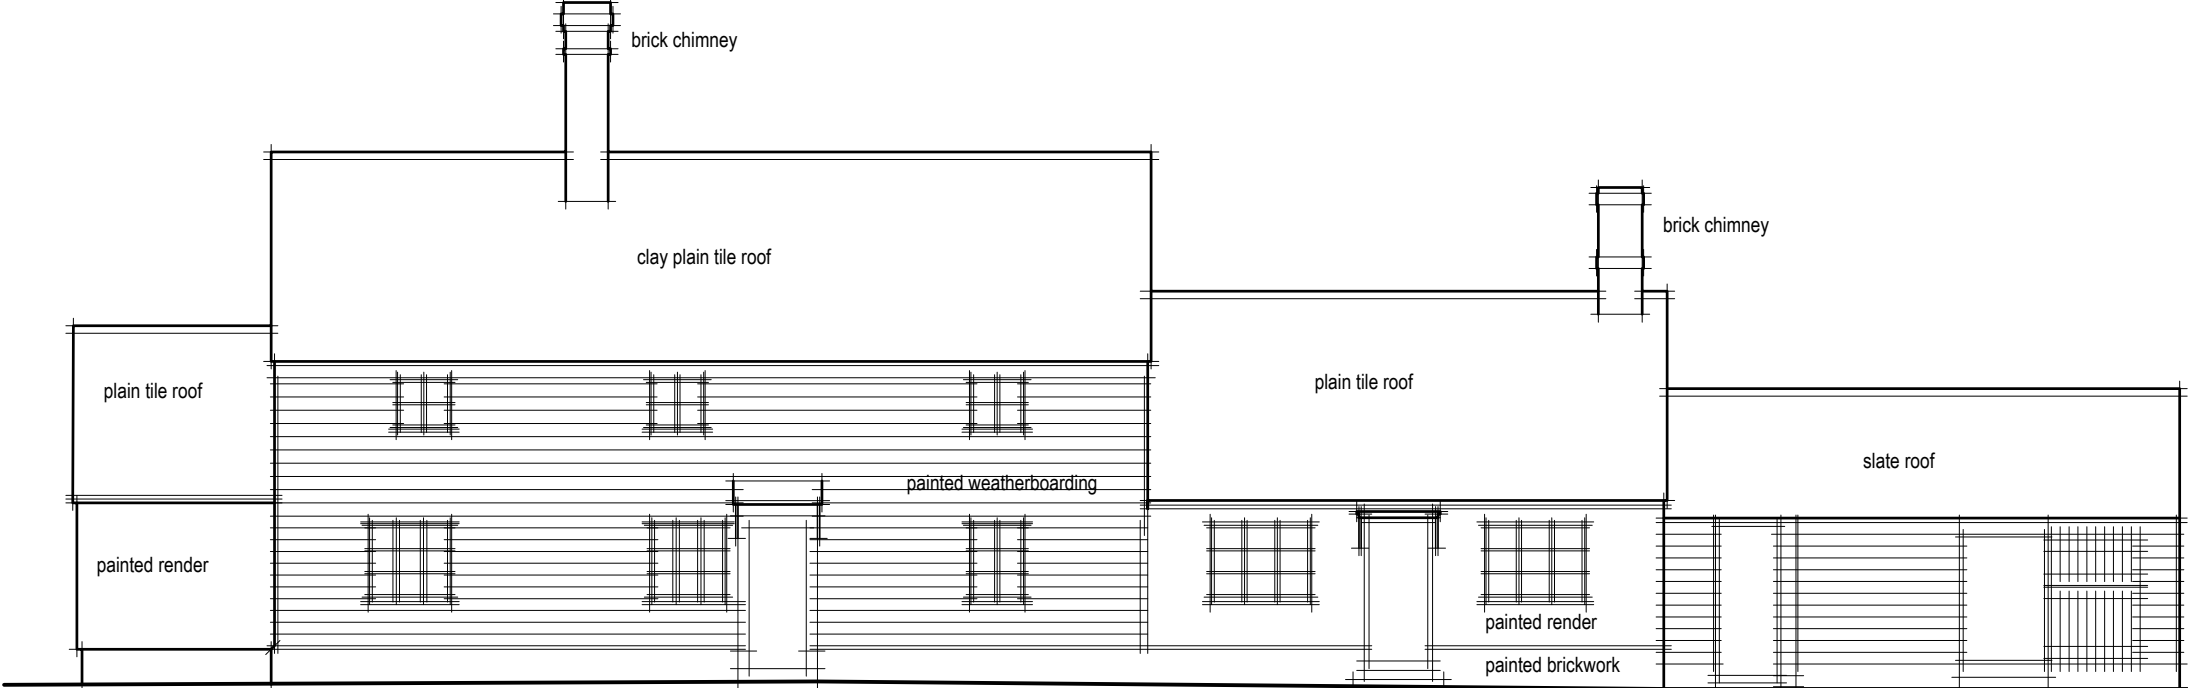 brick chimney
brick chimney
clay plain tile roof
plain tile roof
plain tile roof
slate roof
painted weatherboarding
painted render
painted render
painted brickwork